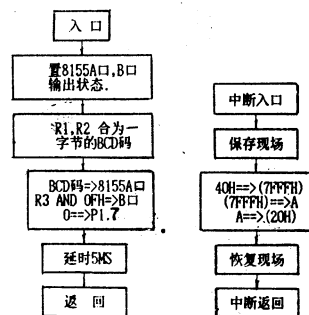 入 口
置8155A口,B口
输出状态.
R1,R2 合为一
字节的BCD码
BCD码=>8155A口
R3 AND 0FH=>B口
0==>P1.7
延时5MS
返 回
中断入口
保存现场
40H==>(7FFFH)
(7FFFH)==>A
A==>(20H)
恢复现场
中断返回